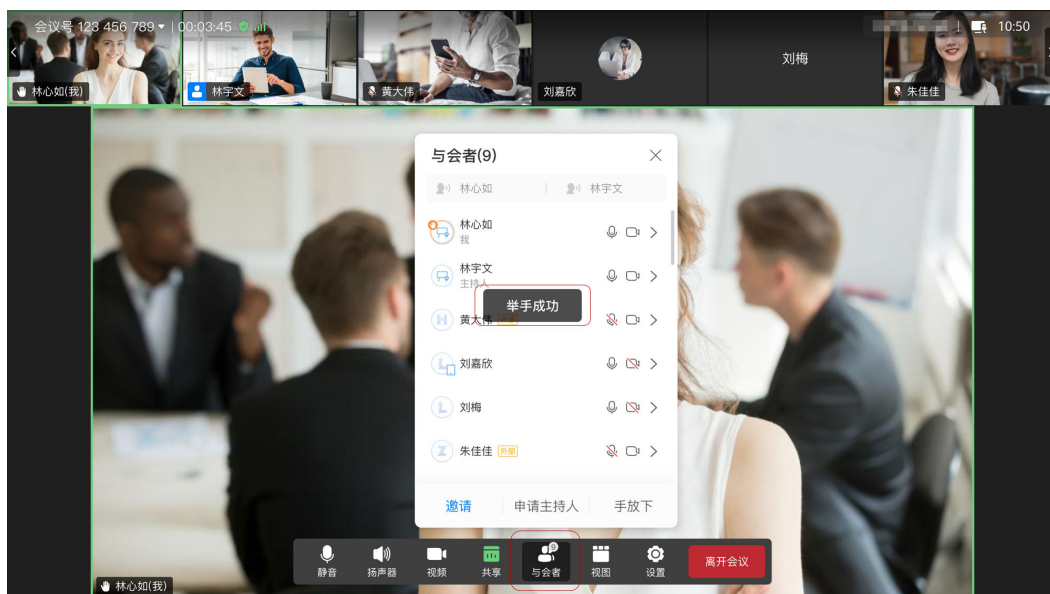 会议号 123 456 789 | 00:03:45
10:50
林心如(我)
林宇文
黄大伟
刘嘉欣
刘梅
朱佳佳
与会者(9)
林心如 | 林宇文
林心如
我
林宇文
主持人
举手成功
黄大伟 外部
刘嘉欣
L
刘梅
Z 朱佳佳 外部
邀请
申请主持人
手放下
静音
扬声器
视频
共享
9
与会者
视图
设置
离开会议
林心如(我)